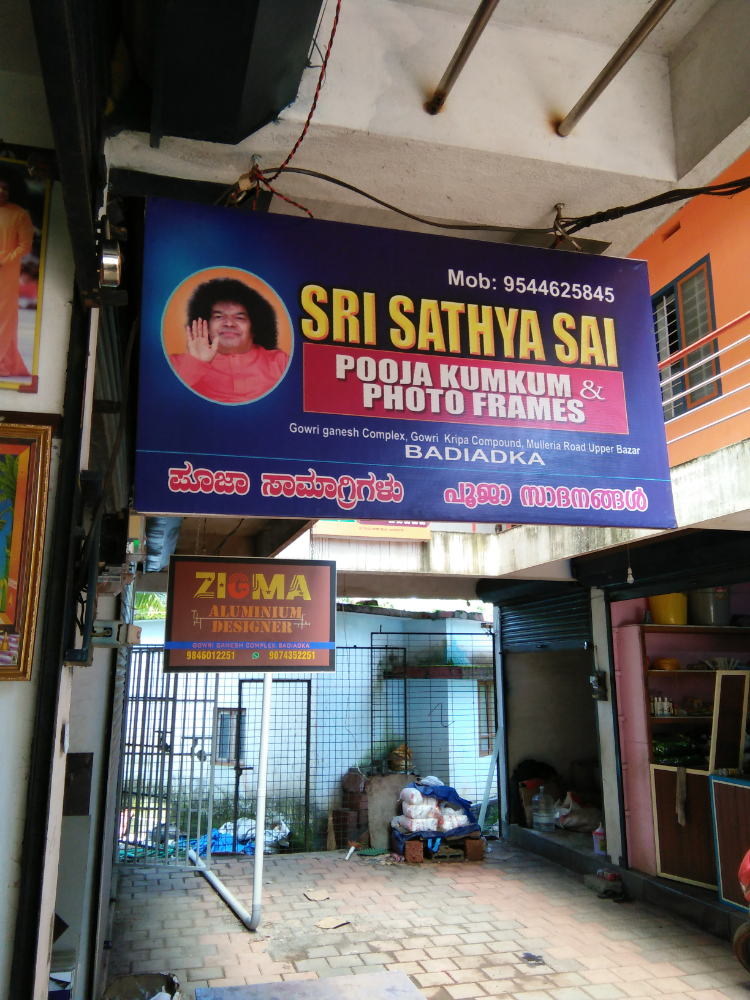 Mob: 9544625845
SRI SATHYA SAI
POOJA KUMKUM &
PHOTO FRAMES
Gowri ganesh Complex, Gowri Kripa Compound, Mulleria Road Upper Bazar
BADIADKA
ಪೂಜಾ ಸಾಮಾಗ್ರಿಗಳು പൂജാ സാദനങ്ങൾ
ZIGMA
ALUMINIUM
DESIGNER
GOWRI GANESH COMPLEX BADIADKA
9846012251 9074352251